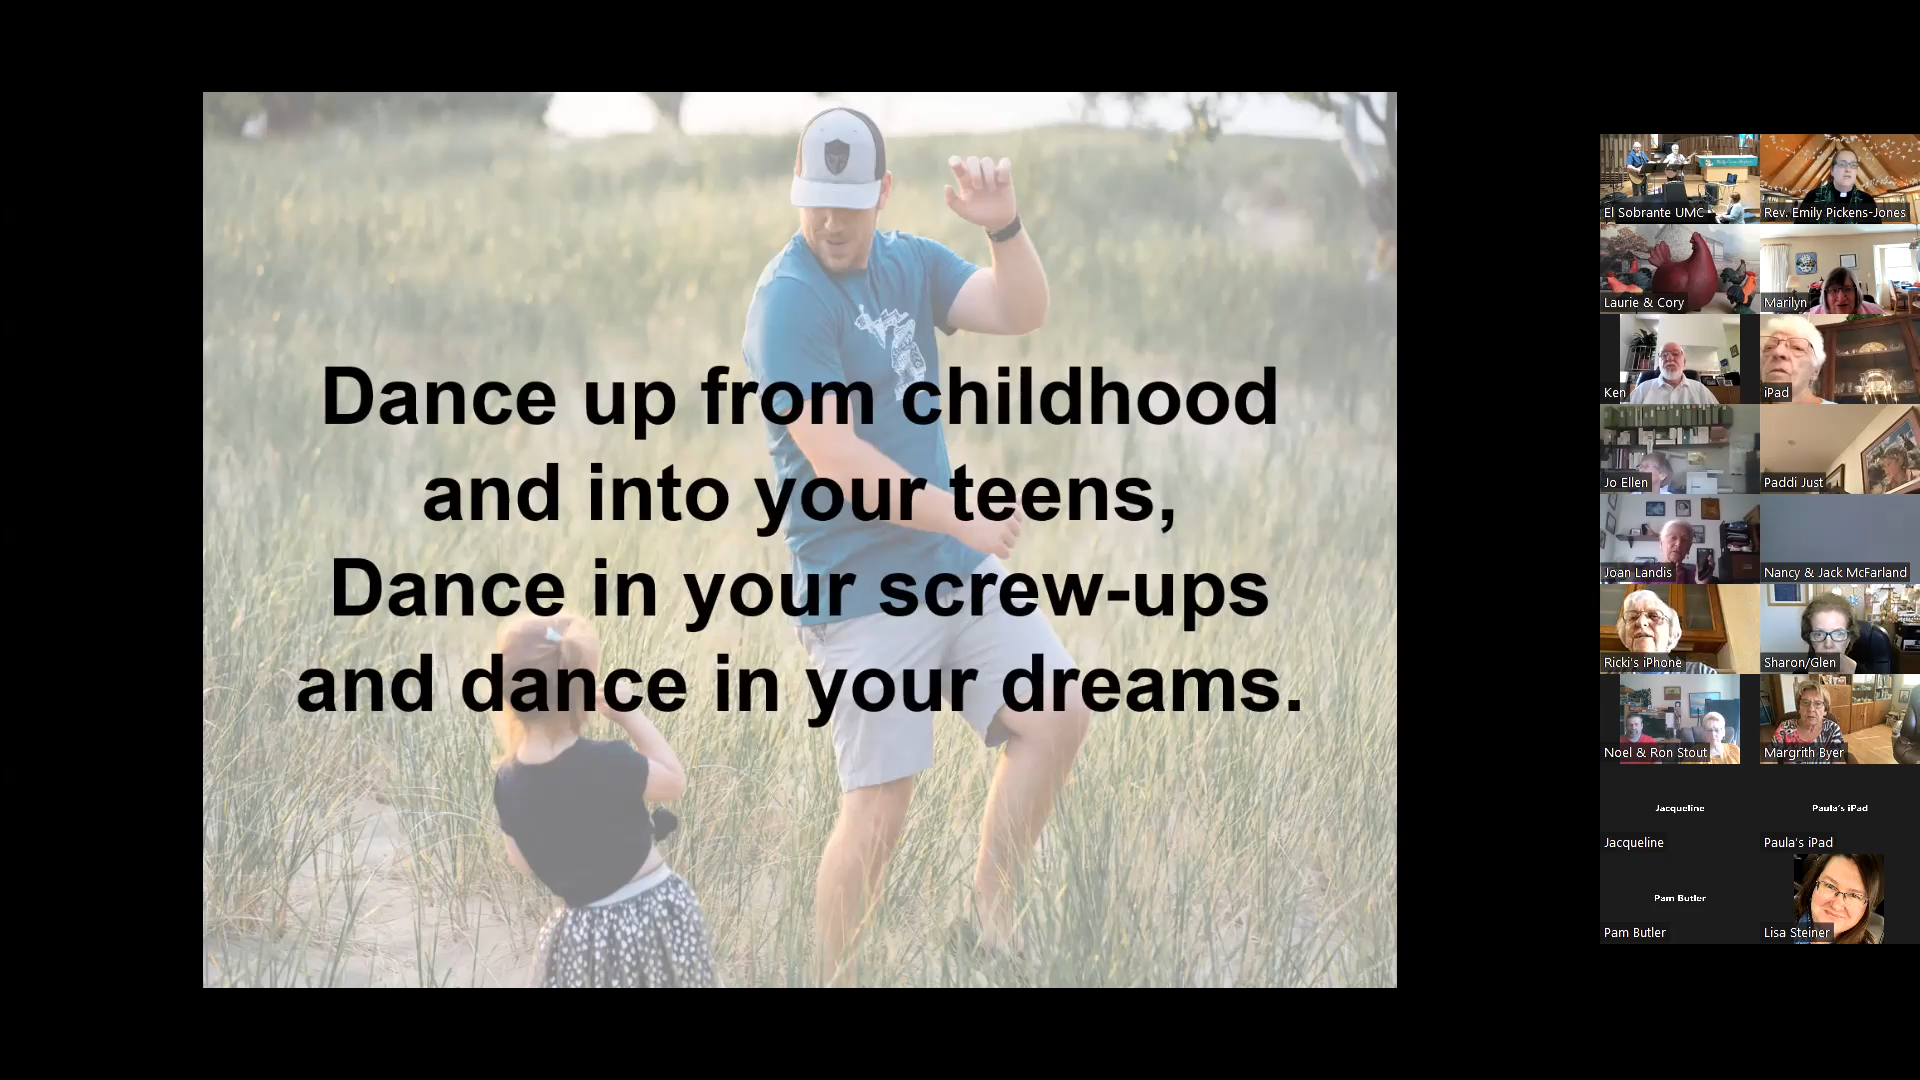 Dance up from childhood
and into your teens,
Dance in your screw-ups
and dance in your dreams.
El Sobrante UMC
Rev. Emily Pickens-Jones
Laurie & Cory
Marilyn
Ken
iPad
Jo Ellen
Paddi Just
Joan Landis
Nancy & Jack McFarland
Ricki's iPhone
Sharon/Glen
Noel & Ron Stout
Margrith Byer
Jacqueline
Paula's iPad
Jacqueline
Paula's iPad
Pam Butler
Pam Butler
Lisa Steiner